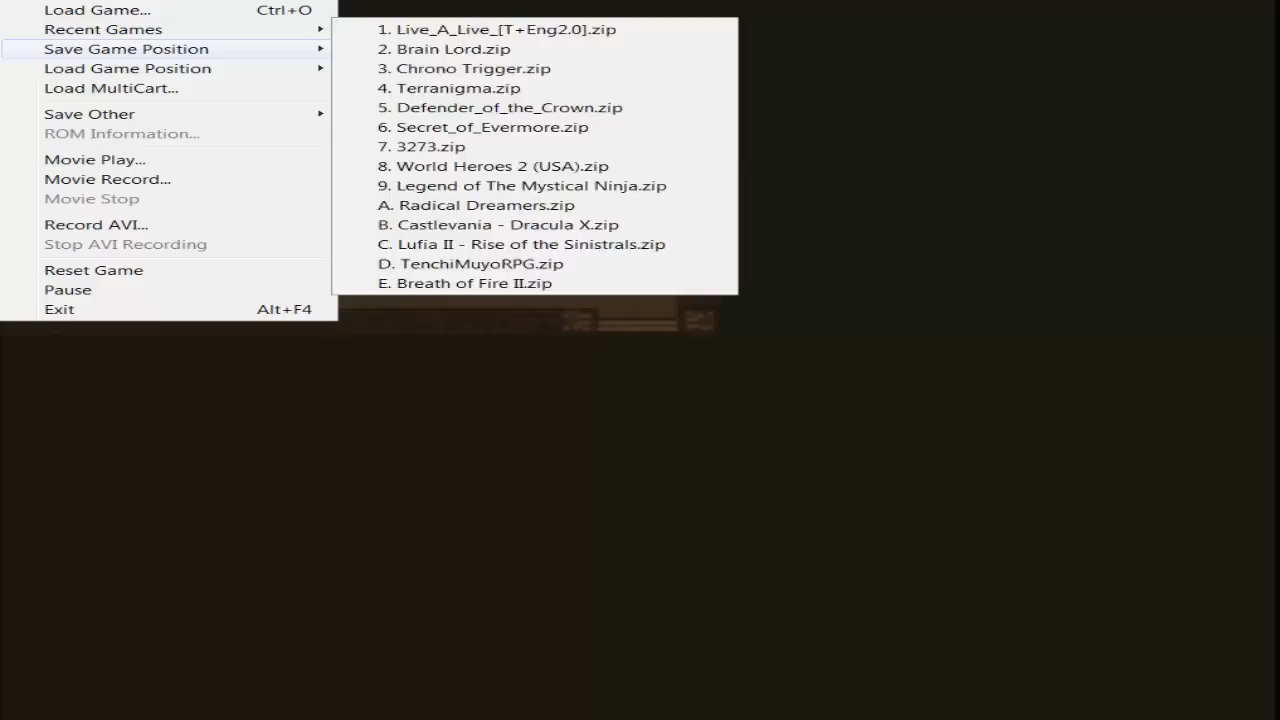 Load Game... Ctrl+O
Recent Games
Save Game Position
Load Game Position
Load MultiCart...
Save Other
ROM Information...
Movie Play...
Movie Record...
Movie Stop
Record AVI...
Stop AVI Recording
Reset Game
Pause
Exit Alt+F4
1. Live_A_Live_[T+Eng2.0].zip
2. Brain Lord.zip
3. Chrono Trigger.zip
4. Terranigma.zip
5. Defender_of_the_Crown.zip
6. Secret_of_Evermore.zip
7. 3273.zip
8. World Heroes 2 (USA).zip
9. Legend of The Mystical Ninja.zip
A. Radical Dreamers.zip
B. Castlevania - Dracula X.zip
C. Lufia II - Rise of the Sinistrals.zip
D. TenchiMuyoRPG.zip
E. Breath of Fire II.zip